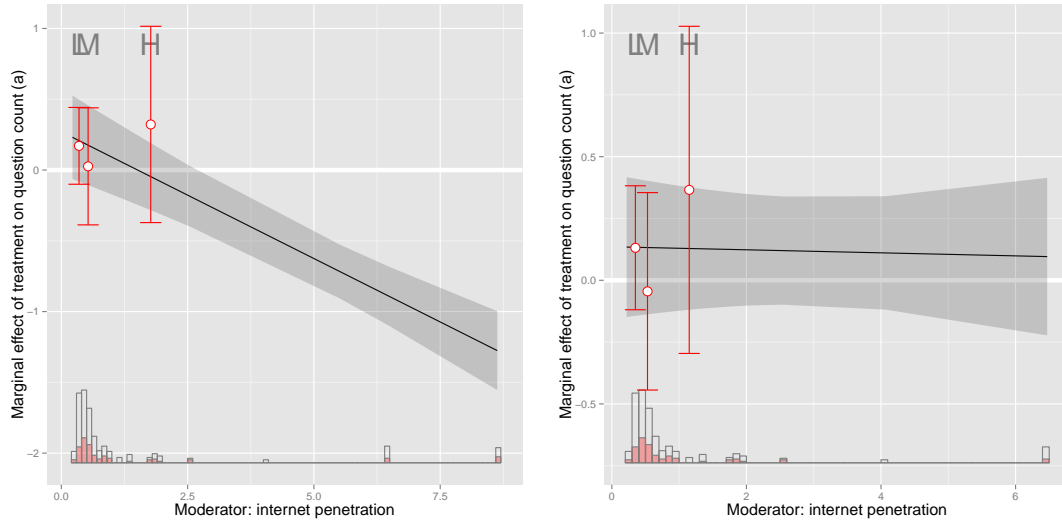 Marginal effect of treatment on question count (a)
1
0
−1
−2
L M H
0.0 2.5 5.0 7.5
Moderator: internet penetration
Marginal effect of treatment on question count (a)
1.0
0.5
0.0
−0.5
L M H
0 2 4 6
Moderator: internet penetration